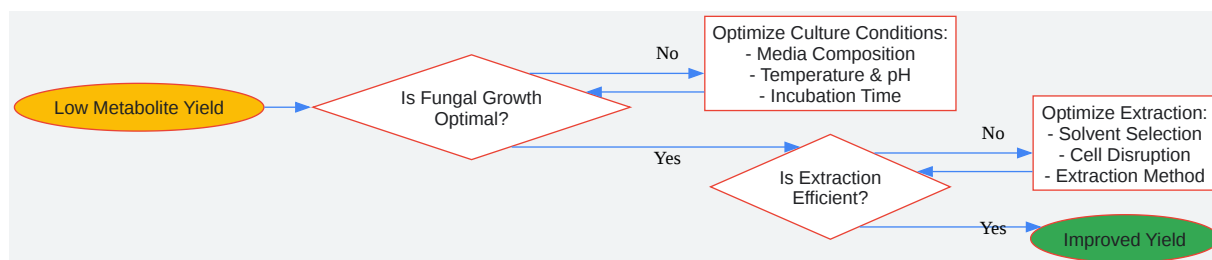 Low Metabolite Yield
Is Fungal Growth
Optimal?
No
Optimize Culture Conditions:
- Media Composition
- Temperature & pH
- Incubation Time
Yes
Is Extraction
Efficient?
No
Optimize Extraction:
- Solvent Selection
- Cell Disruption
- Extraction Method
Yes
Improved Yield